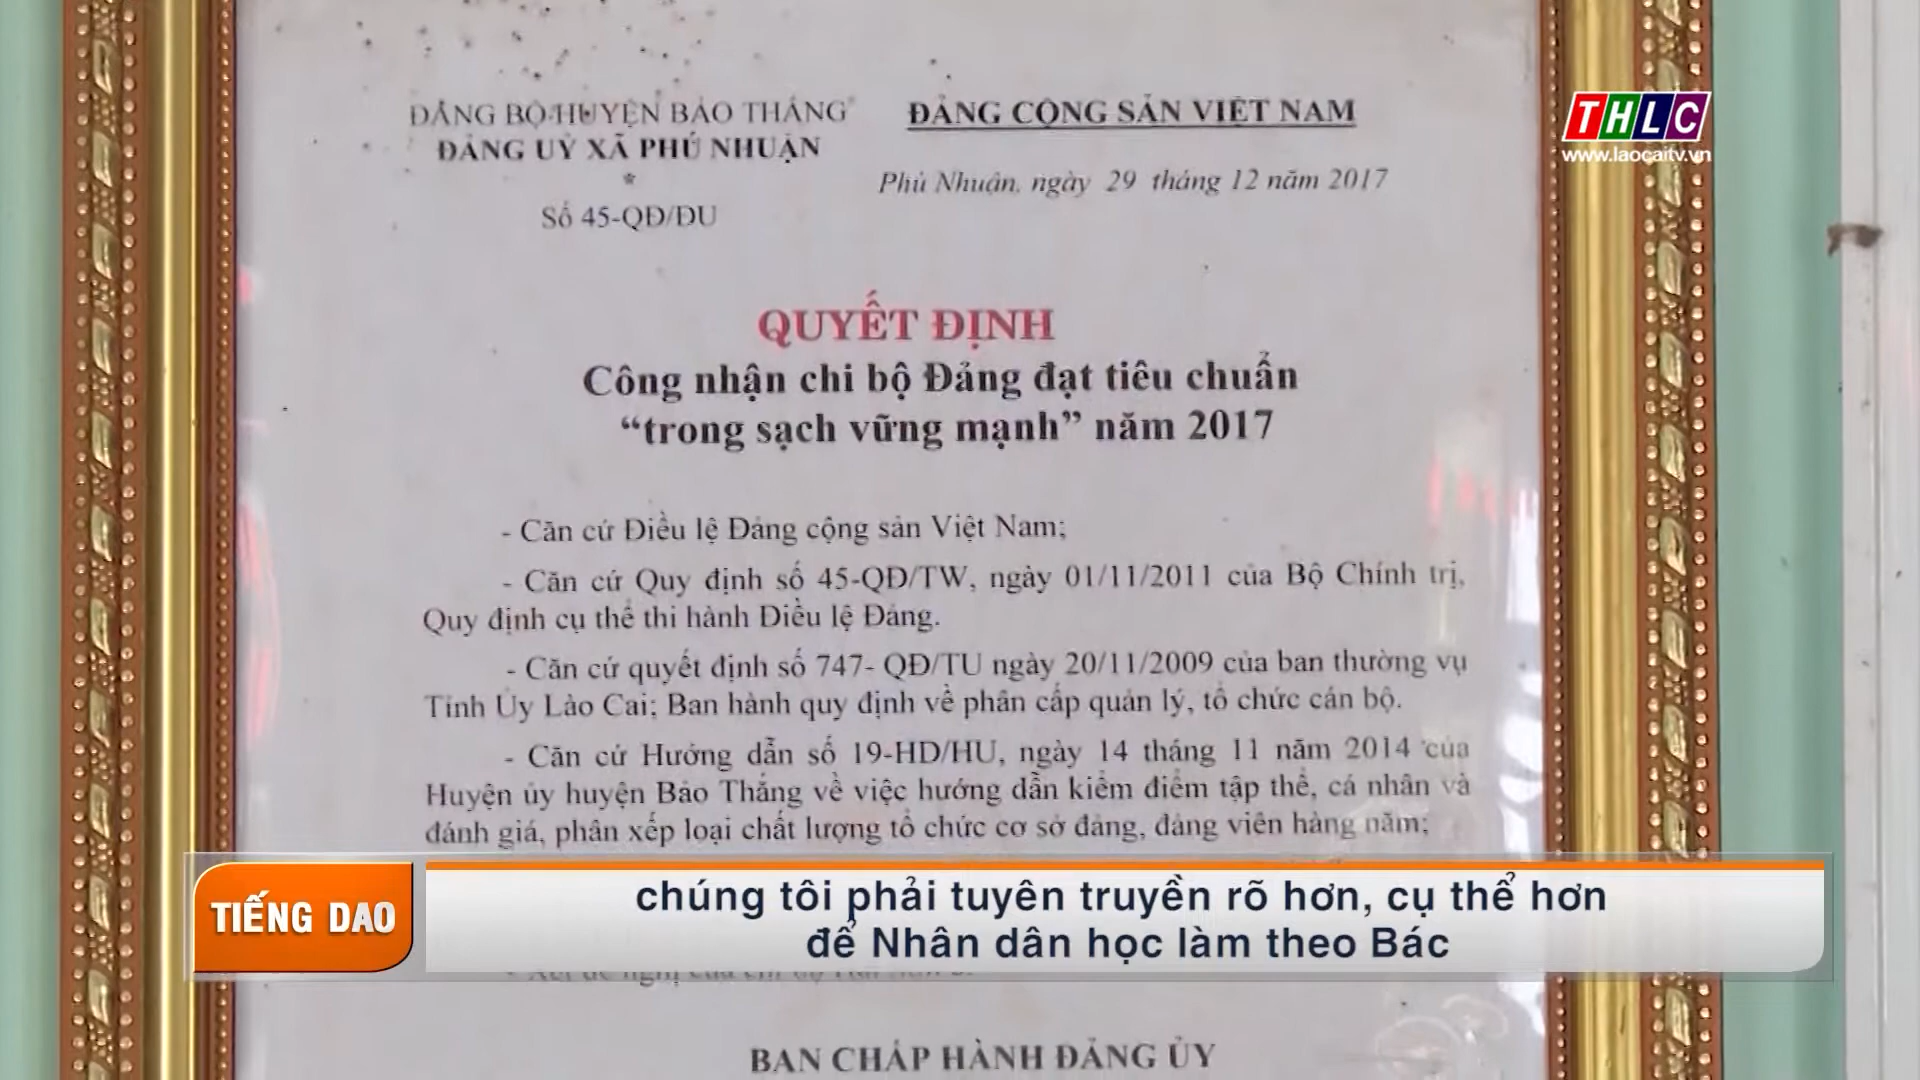 ĐẢNG BỘ HUYỆN BẢO THẮNG
ĐẢNG UỶ XÃ PHÚ NHUẬN
*
Số 45-QĐ/ĐU
ĐẢNG CỘNG SẢN VIỆT NAM
Phú Nhuận, ngày 29 tháng 12 năm 2017
THLC
www.laocaitv.vn
QUYẾT ĐỊNH
Công nhận chi bộ Đảng đạt tiêu chuẩn
“trong sạch vững mạnh” năm 2017
- Căn cứ Điều lệ Đảng cộng sản Việt Nam;
- Căn cứ Quy định số 45-QĐ/TW, ngày 01/11/2011 của Bộ Chính trị,
Quy định cụ thể thi hành Điều lệ Đảng.
- Căn cứ quyết định số 747- QĐ/TU ngày 20/11/2009 của ban thường vụ
Tỉnh Ủy Lào Cai; Ban hành quy định về phân cấp quản lý, tổ chức cán bộ.
- Căn cứ Hướng dẫn số 19-HD/HU, ngày 14 tháng 11 năm 2014 của
Huyện ủy huyện Bảo Thắng về việc hướng dẫn kiểm điểm tập thể, cá nhân và
đánh giá, phân xếp loại chất lượng tổ chức cơ sở đảng, đảng viên hàng năm;
TIẾNG DAO
chúng tôi phải tuyên truyền rõ hơn, cụ thể hơn
để Nhân dân học làm theo Bác
BAN CHẤP HÀNH ĐẢNG ỦY